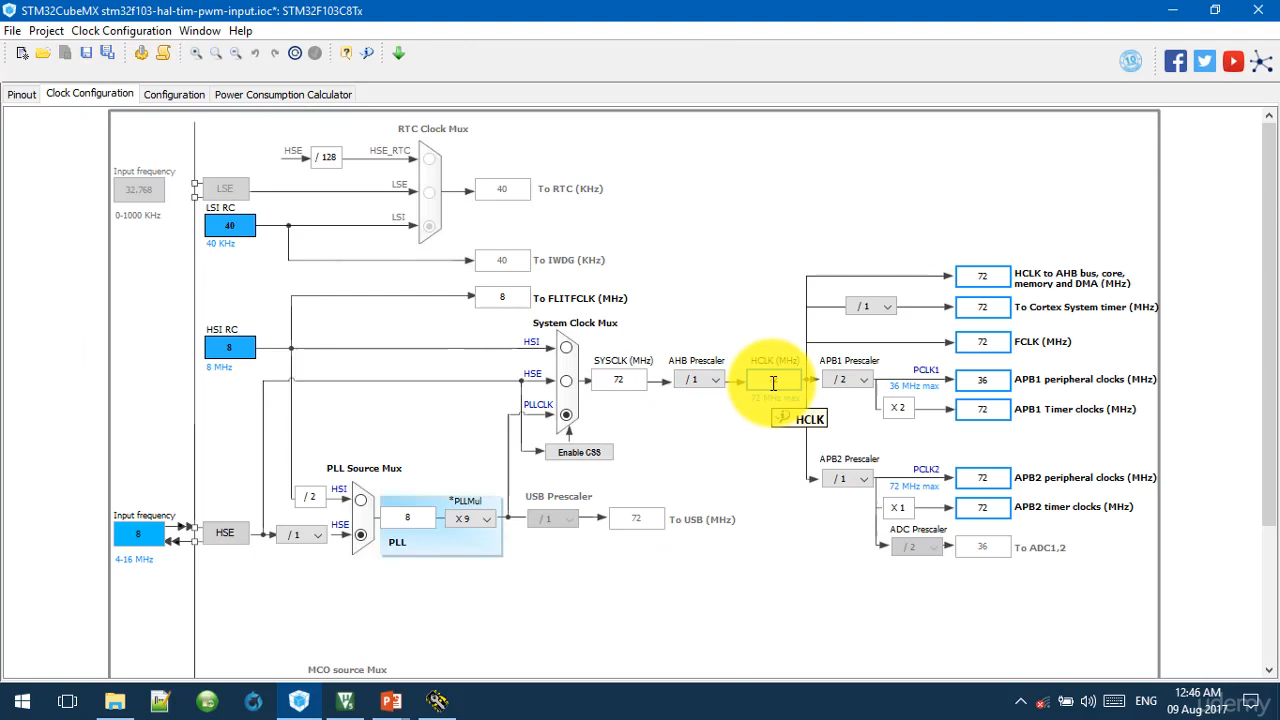 STM32CubeMX stm32f103-hal-tim-pwm-input.ioc*: STM32F103C8Tx
File Project Clock Configuration Window Help
Pinout Clock Configuration Configuration Power Consumption Calculator
RTC Clock Mux
HSE / 128 HSE_RTC
Input frequency
32.768 LSE LSE 40 To RTC (KHz)
0-1000 KHz
LSI RC
40 LSI
40 KHz
40 To IWDG (KHz)
8 To FLITFCLK (MHz)
72 HCLK to AHB bus, core,
memory and DMA (MHz)
/ 1 72 To Cortex System timer (MHz)
System Clock Mux
HSI RC
8 HSI 72 FCLK (MHz)
8 MHz
SYSCLK (MHz) AHB Prescaler HCLK (MHz) APB1 Prescaler
HSE 72 / 1 / 2 PCLK1 36 APB1 peripheral clocks (MHz)
72 MHz max 36 MHz max
PLLCLK X 2 72 APB1 Timer clocks (MHz)
HCLK
Enable CSS
APB2 Prescaler
PLL Source Mux
/ 1 PCLK2 72 APB2 peripheral clocks (MHz)
72 MHz max
/ 2 HSI *PLLMul USB Prescaler
X 1 72 APB2 timer clocks (MHz)
Input frequency
8 HSE / 1 HSE 8 X 9 / 1 72 To USB (MHz)
4-16 MHz PLL
ADC Prescaler
/ 2 36 To ADC1,2
MCO source Mux
ENG 12:46 AM
09 Aug 2017
udemy